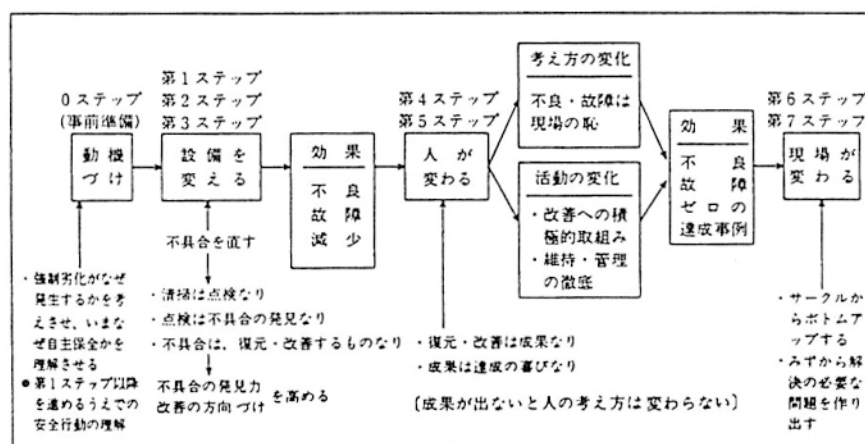 0ステップ
(事前準備)
動機
づけ
第1ステップ
第2ステップ
第3ステップ
設備を
変える
効果
不良
故障
減少
第4ステップ
第5ステップ
人が
変わる
考え方の変化
不良・故障は
現場の恥
活動の変化
・改善への積
極的取組み
・維持・管理
の徹底
効果
不良
故障
ゼロの
達成事例
第6ステップ
第7ステップ
現場が
変わる
・強制劣化がなぜ
発生するかを考
えさせ、いまな
ぜ自主保全かを
理解させる
●第1ステップ以降
を進めるうえでの
安全行動の理解
不具合を直す
・清掃は点検なり
・点検は不具合の発見なり
・不具合は、復元・改善するものなり
不具合の発見力
改善の方向づけ
を高める
・復元・改善は成果なり
・成果は達成の喜びなり
〔成果が出ないと人の考え方は変わらない〕
・サークルか
らボトムア
ップする
・みずから解
決の必要な
問題を作り
出す